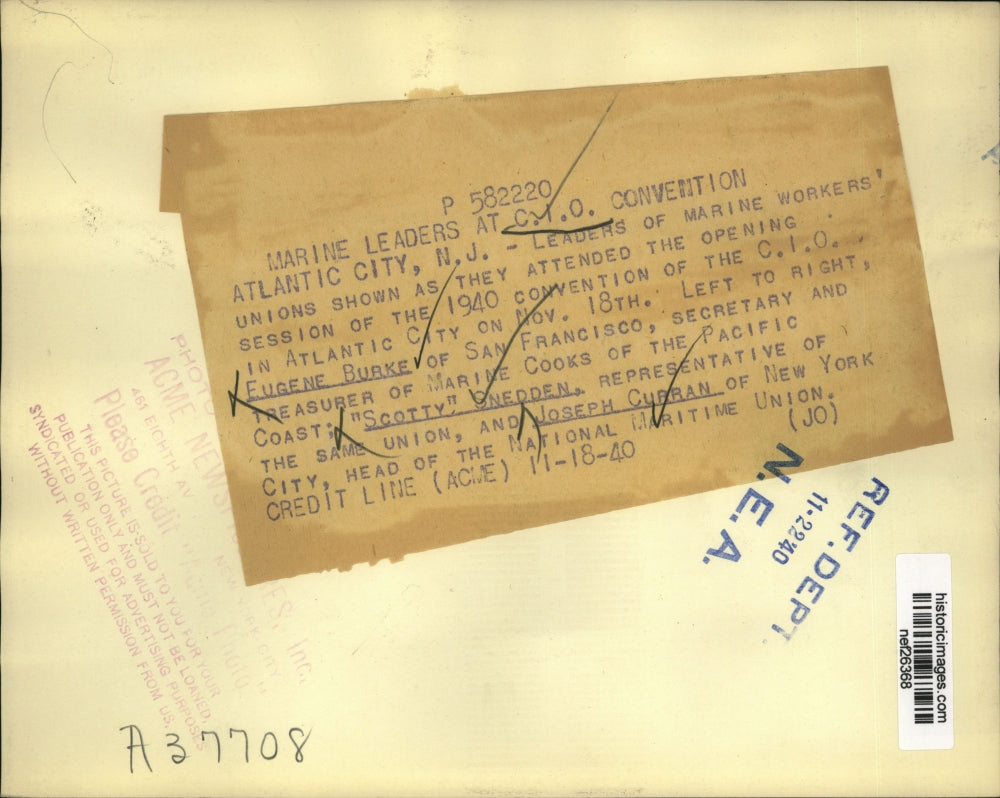 P 582220
MARINE LEADERS AT C.I.O. CONVENTION
ATLANTIC CITY, N.J. - LEADERS OF MARINE WORKERS'
UNIONS SHOWN AS THEY ATTENDED THE OPENING
SESSION OF THE 1940 CONVENTION OF THE C.I.O.
IN ATLANTIC CITY ON NOV. 18TH. LEFT TO RIGHT,
EUGENE BURKE OF SAN FRANCISCO, SECRETARY AND
TREASURER OF MARINE COOKS OF THE PACIFIC
COAST; "SCOTTY" SNEDDEN, REPRESENTATIVE OF
THE SAME UNION, AND JOSEPH CURRAN OF NEW YORK
CITY, HEAD OF THE NATIONAL MARITIME UNION.
CREDIT LINE (ACME) 11-18-40 (JO)
REF. DEPT
11-22 40
N.E.A.
ACME NEWS
461 EIGHTH AV
Please Credit
THIS PICTURE IS SOLD TO YOU FOR YOUR
PUBLICATION ONLY AND MUST NOT BE LOANED,
SYNDICATED OR USED FOR ADVERTISING PURPOSES
WITHOUT WRITTEN PERMISSION FROM US.
A37708
historicimages.com
nef26368